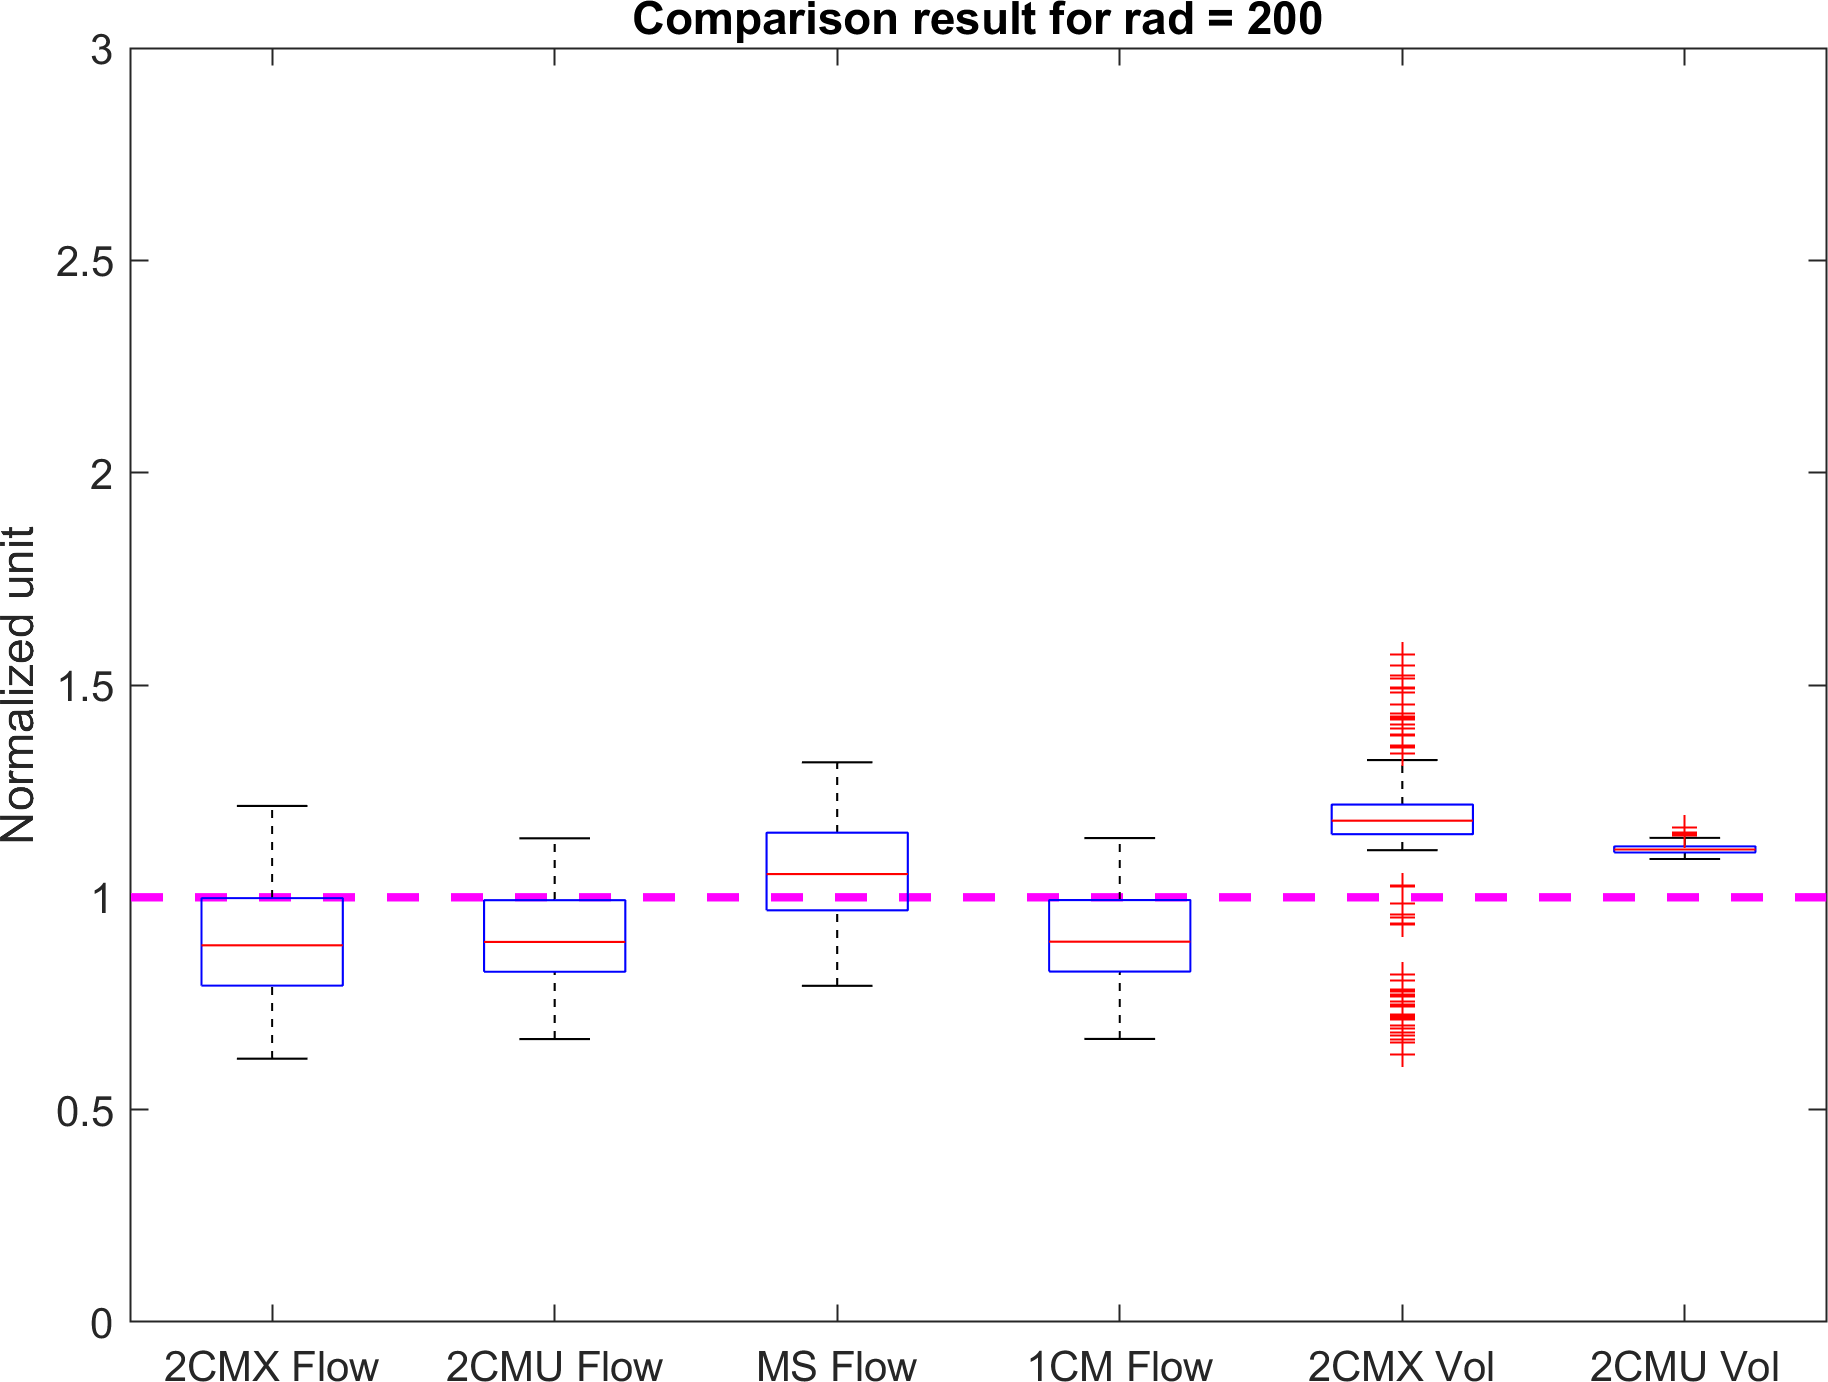 Comparison result for rad = 200
3
2.5
2
1.5
1
0.5
0
Normalized unit
2CMX Flow
2CMU Flow
MS Flow
1CM Flow
2CMX Vol
2CMU Vol